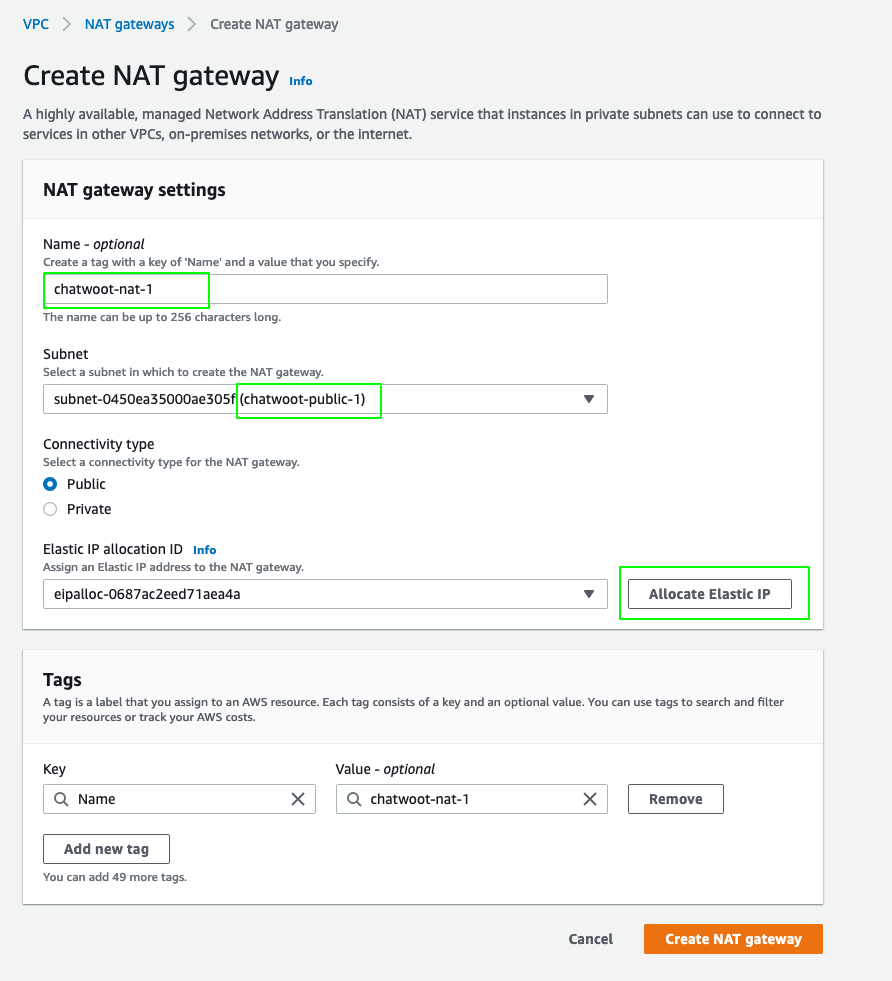 VPC > NAT gateways > Create NAT gateway
Create NAT gateway Info
A highly available, managed Network Address Translation (NAT) service that instances in private subnets can use to connect to
services in other VPCs, on-premises networks, or the internet.
NAT gateway settings
Name - optional
Create a tag with a key of 'Name' and a value that you specify.
chatwoot-nat-1
The name can be up to 256 characters long.
Subnet
Select a subnet in which to create the NAT gateway.
subnet-0450ea35000ae305f (chatwoot-public-1)
Connectivity type
Select a connectivity type for the NAT gateway.
Public
Private
Elastic IP allocation ID Info
Assign an Elastic IP address to the NAT gateway.
eipalloc-0687ac2eed71aea4a Allocate Elastic IP
Tags
A tag is a label that you assign to an AWS resource. Each tag consists of a key and an optional value. You can use tags to search and filter
your resources or track your AWS costs.
Key Value - optional
Name chatwoot-nat-1 Remove
Add new tag
You can add 49 more tags.
Cancel Create NAT gateway